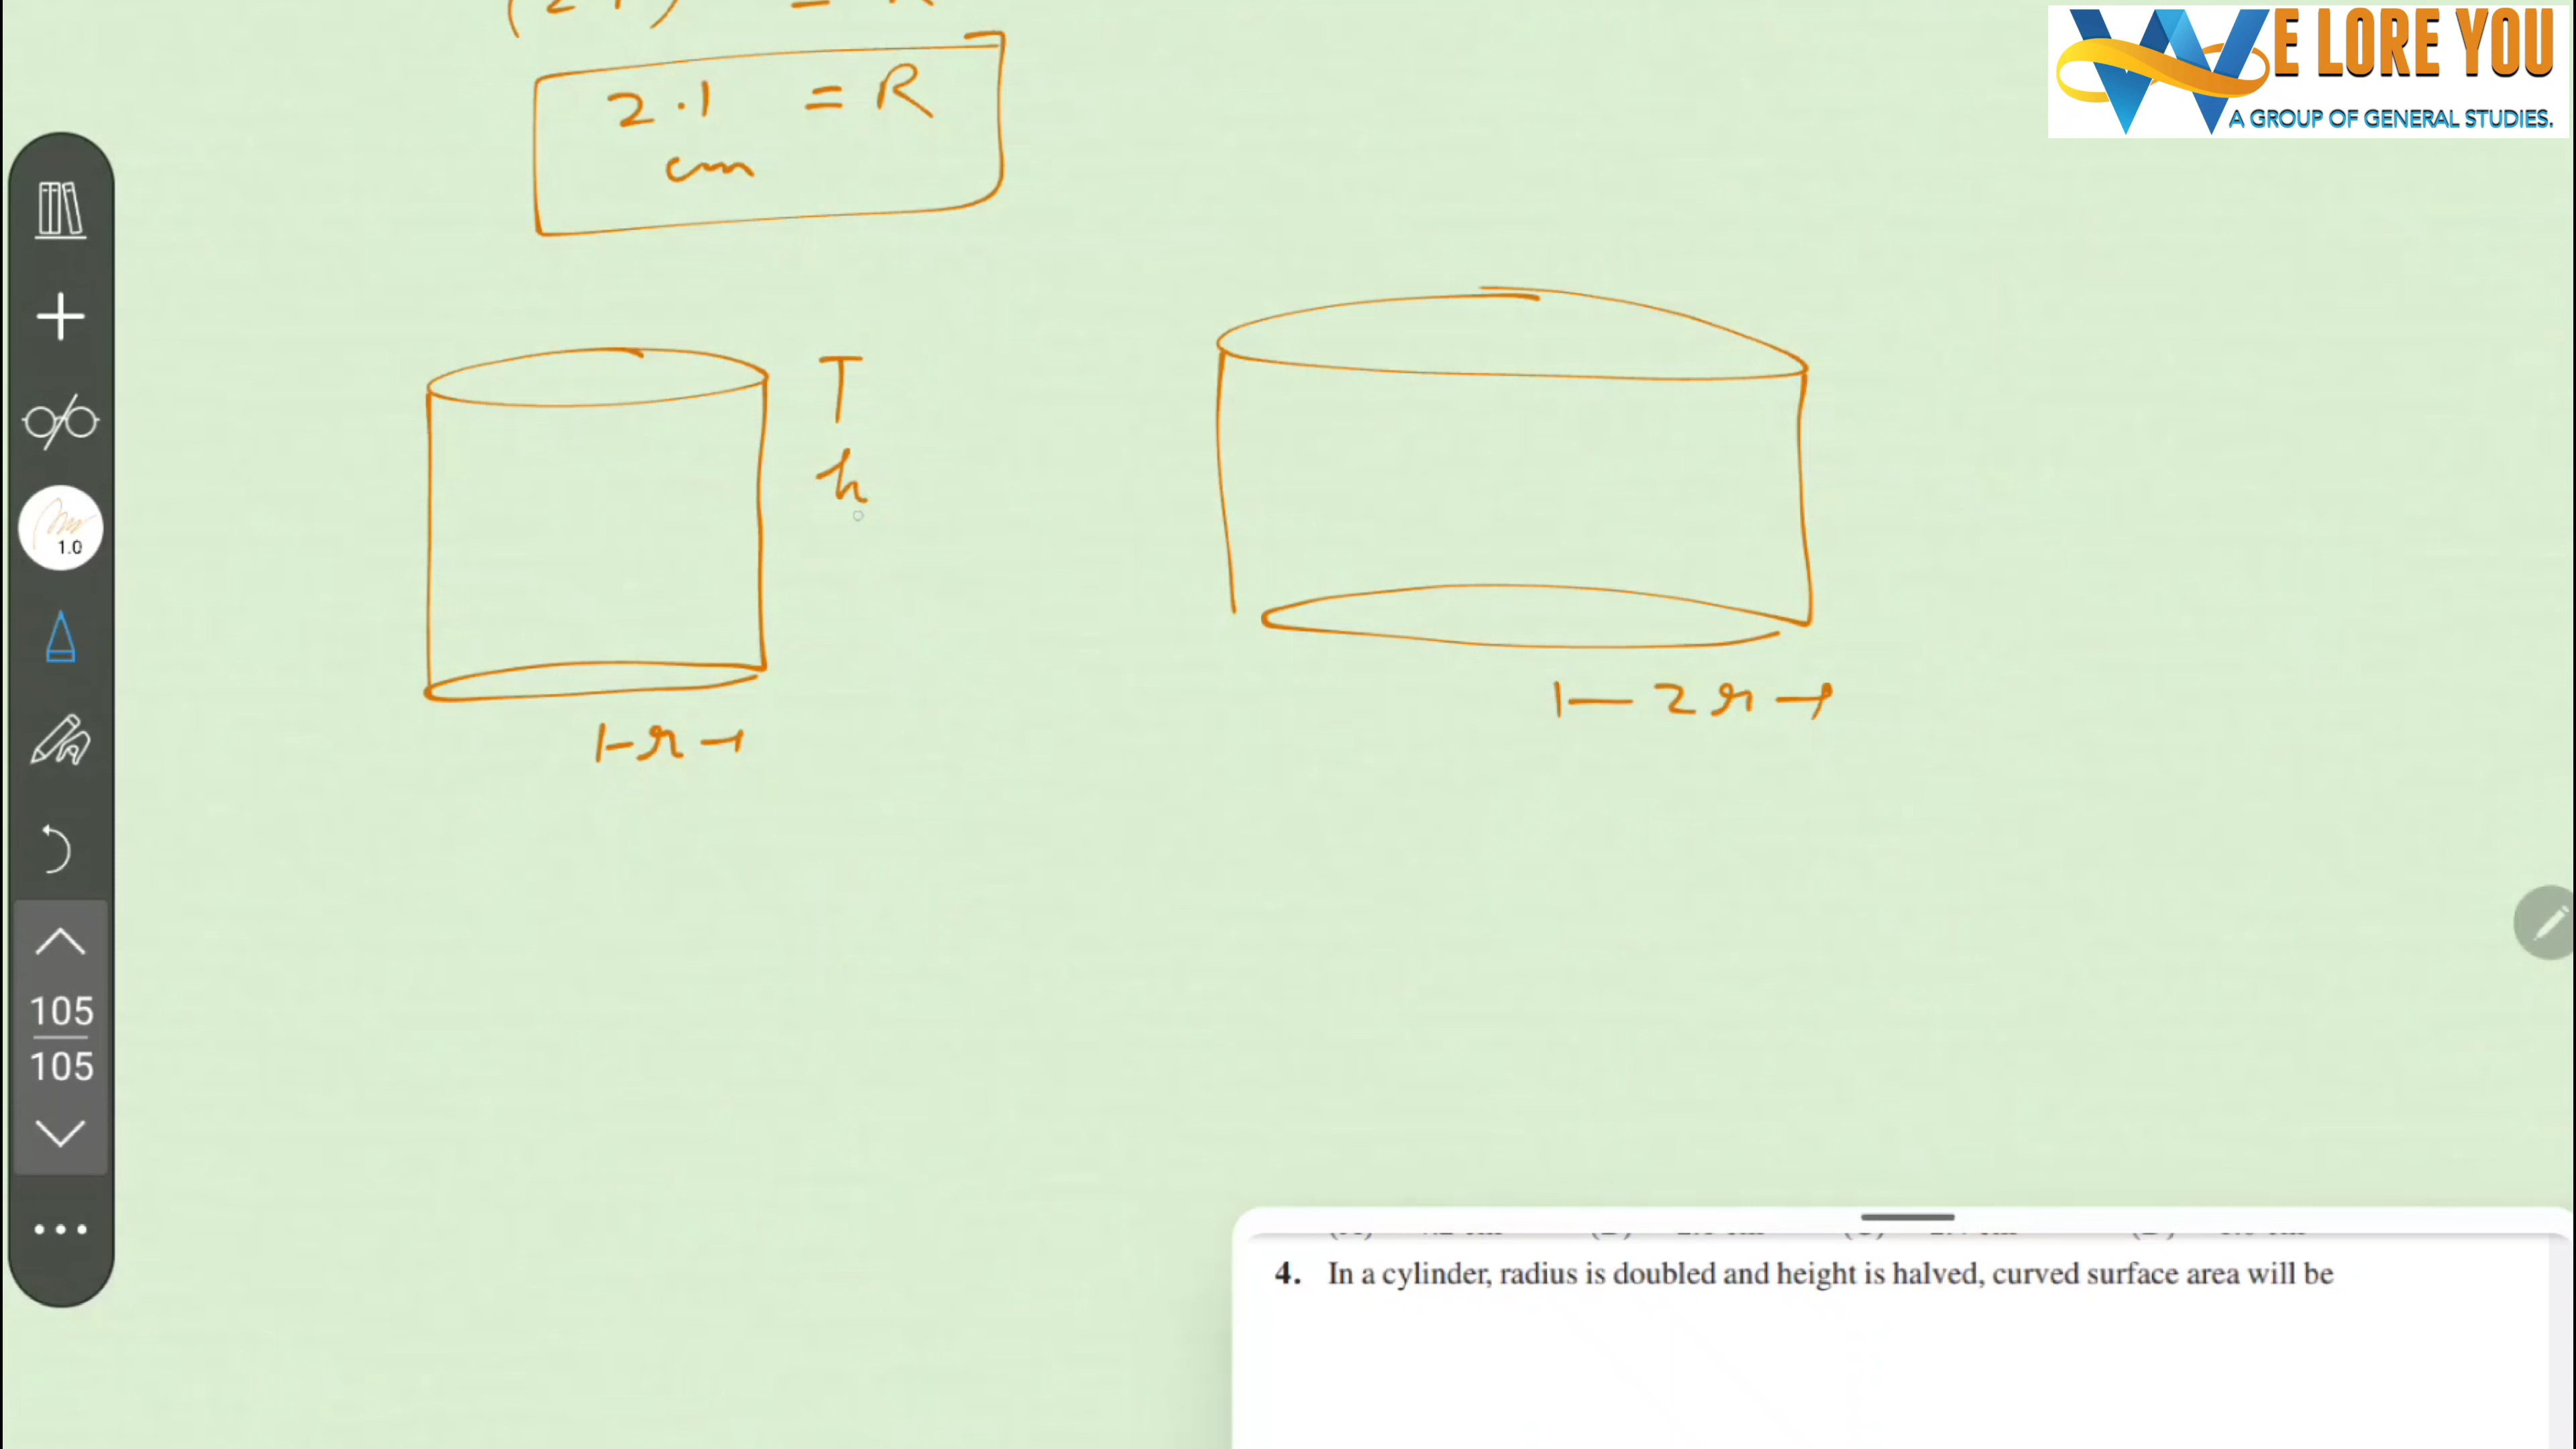 WE LORE YOU
A GROUP OF GENERAL STUDIES.
2.1 = R
cm
h
r
2r
1.0
105
105
4. In a cylinder, radius is doubled and height is halved, curved surface area will be